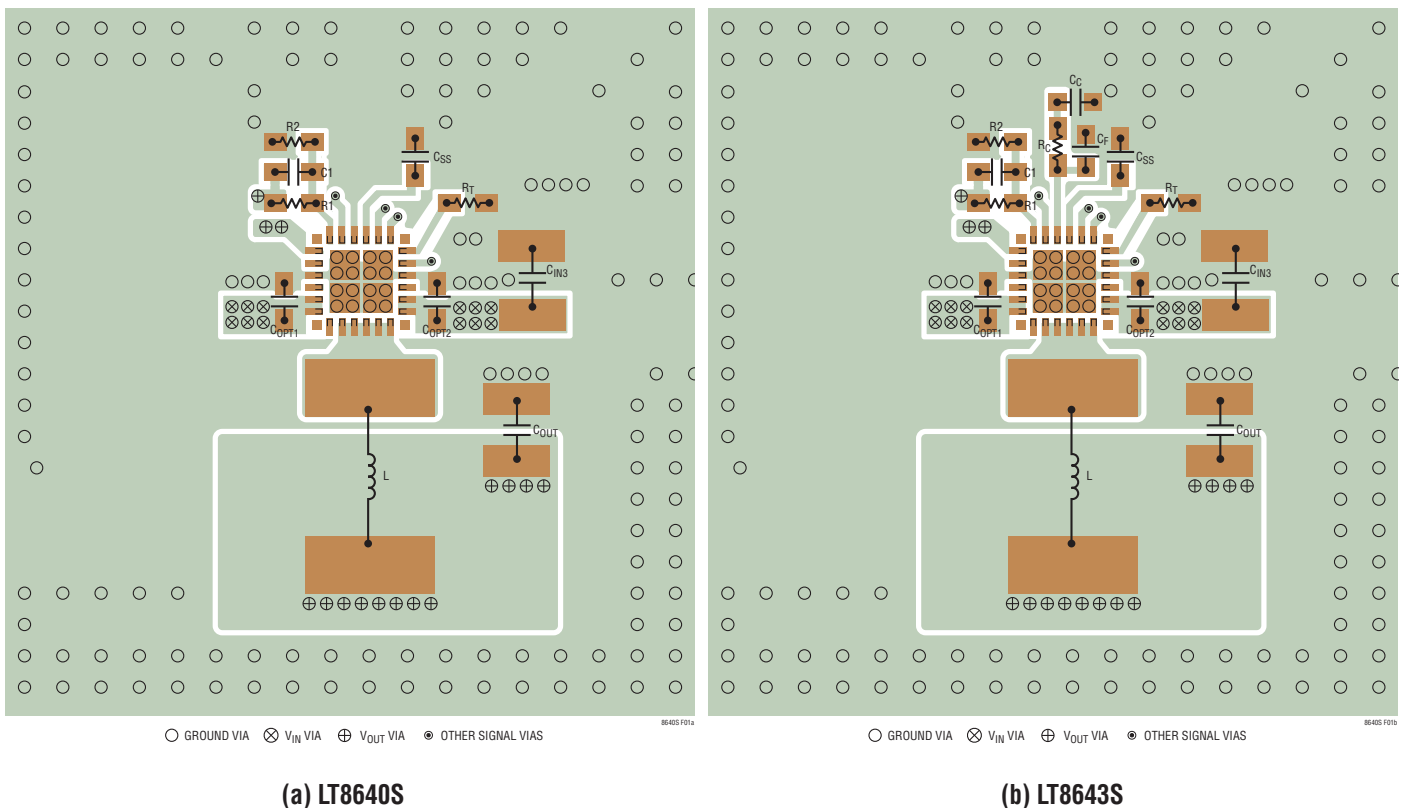 R2
C1
R1
CSS
RT
CIN3
COPT1
COPT2
COUT
L
8640S F01a
GROUND VIA VIN VIA VOUT VIA OTHER SIGNAL VIAS
(a) LT8640S
CC
R2
RC
CF
C1
CSS
R1
RT
CIN3
COPT1
COPT2
COUT
L
8640S F01b
GROUND VIA VIN VIA VOUT VIA OTHER SIGNAL VIAS
(b) LT8643S